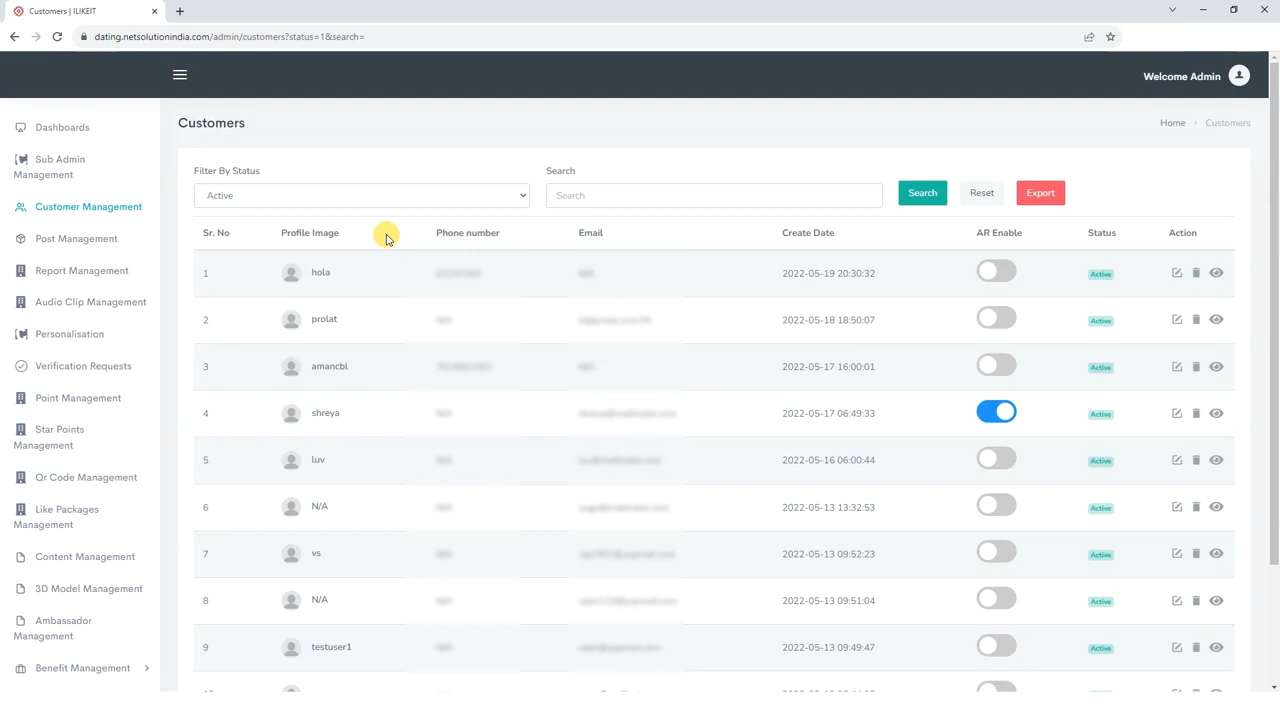 Customers | ILIKEIT
dating.netsolutionindia.com/admin/customers?status=1&search=
Welcome Admin
Dashboards
Sub Admin
Management
Customer Management
Post Management
Report Management
Audio Clip Management
Personalisation
Verification Requests
Point Management
Star Points
Management
Qr Code Management
Like Packages
Management
Content Management
3D Model Management
Ambassador
Management
Benefit Management
Customers
Home > Customers
Filter By Status Search
Active Search Search Reset Export
Sr. No Profile Image Phone number Email Create Date AR Enable Status Action
1 hola 2022-05-19 20:30:32 Active
2 prolat 2022-05-18 18:50:07 Active
3 amancbl 2022-05-17 16:00:01 Active
4 shreya 2022-05-17 06:49:33 Active
5 luv 2022-05-16 06:00:44 Active
6 N/A 2022-05-13 13:32:53 Active
7 vs 2022-05-13 09:52:23 Active
8 N/A 2022-05-13 09:51:04 Active
9 testuser1 2022-05-13 09:49:47 Active